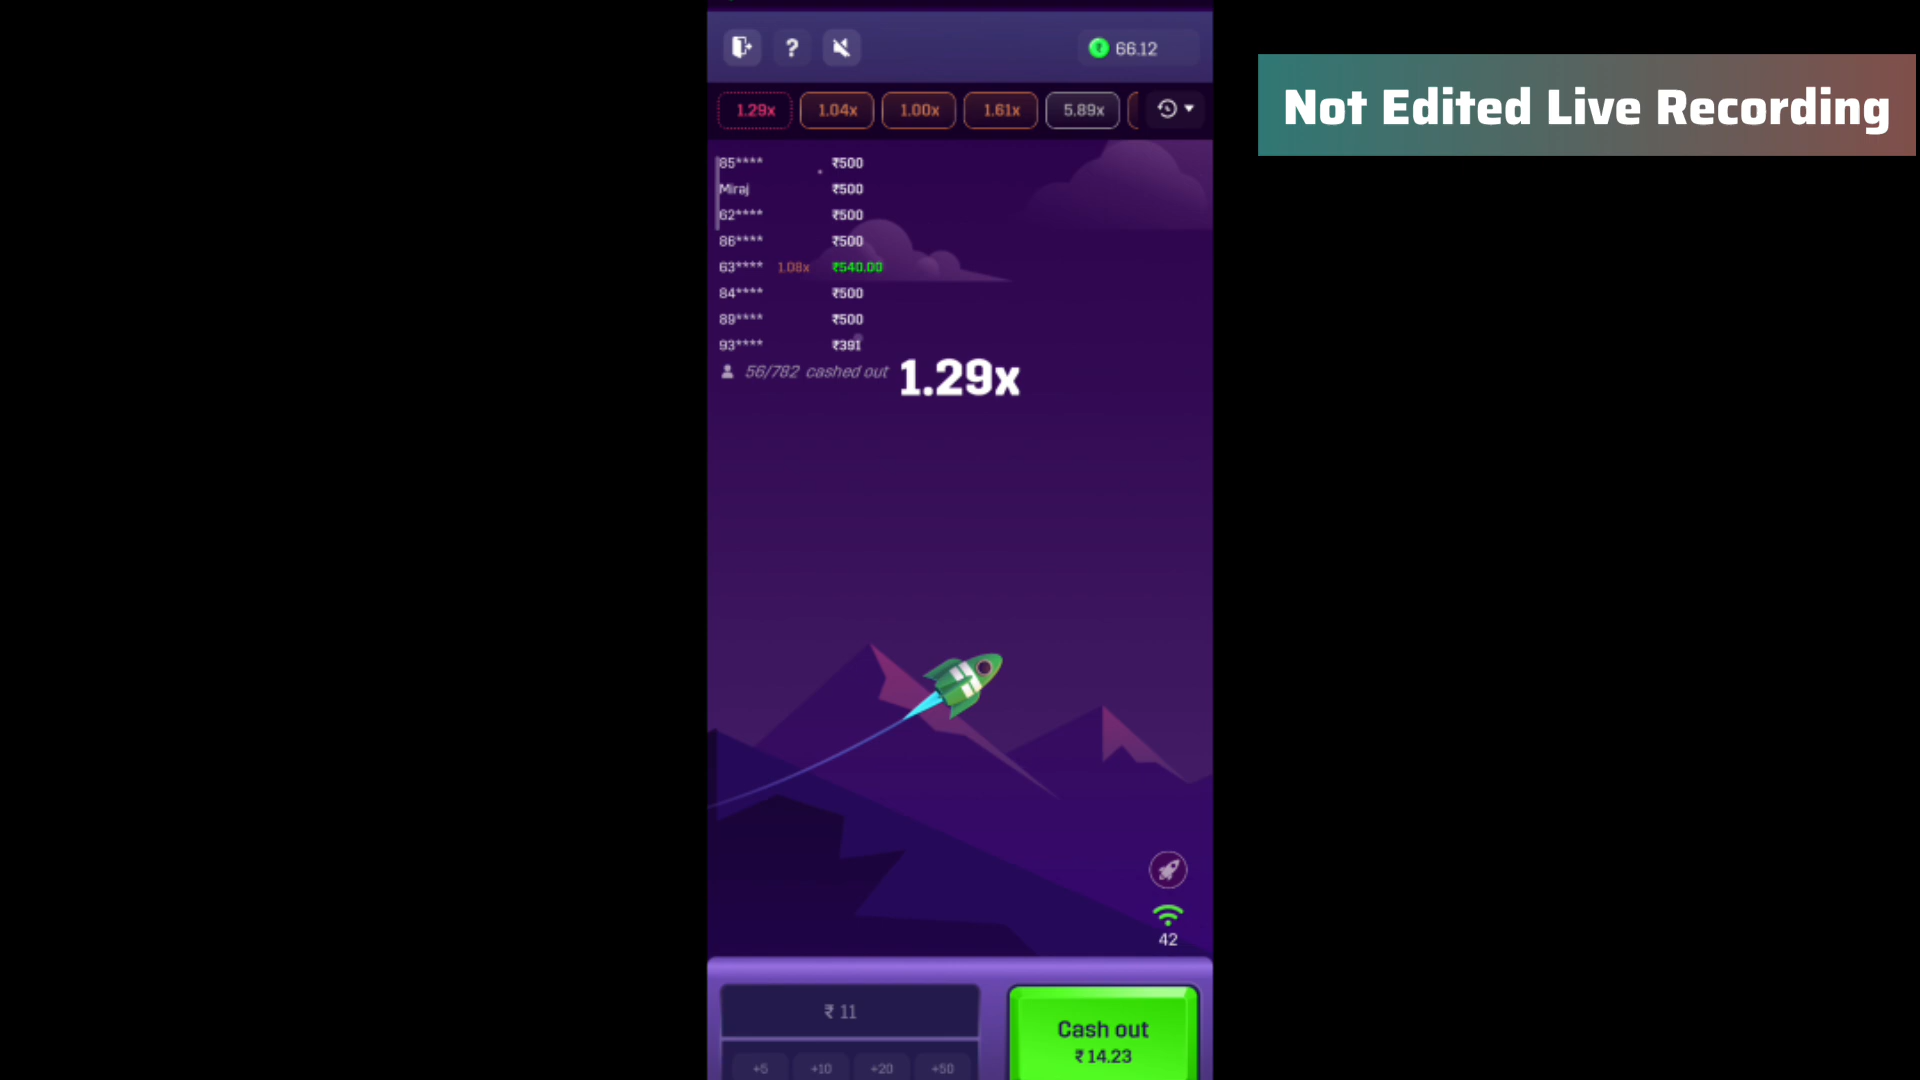 ? 66.12
1.29x 1.04x 1.00x 1.61x 5.89x
Not Edited Live Recording
85**** ₹500
Miraj ₹500
62**** ₹500
86**** ₹500
63**** 1.08x ₹540.00
84**** ₹500
89**** ₹500
93**** ₹391
56/782 cashed out
1.29x
42
₹ 11
Cash out
₹ 14.23
+5 +10 +20 +50